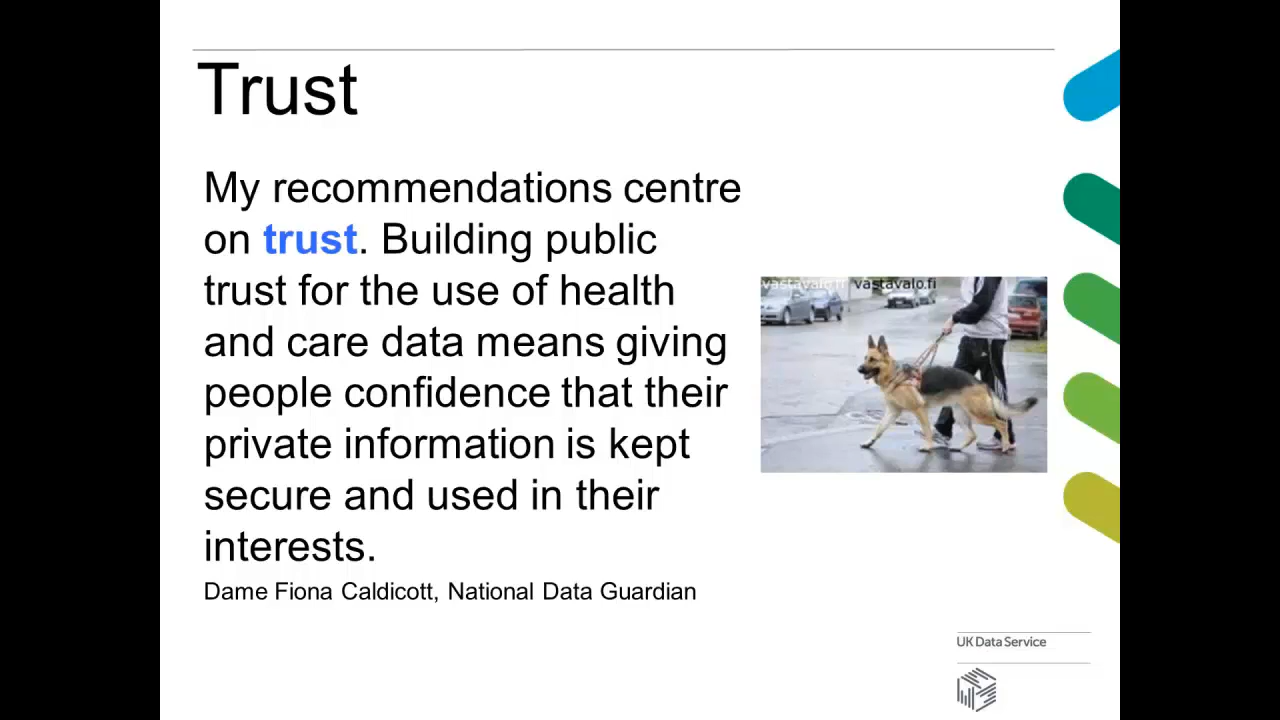 Trust
My recommendations centre
on trust. Building public
trust for the use of health
and care data means giving
people confidence that their
private information is kept
secure and used in their
interests.
Dame Fiona Caldicott, National Data Guardian
vastavalo.fi vastavalo.fi
UK Data Service